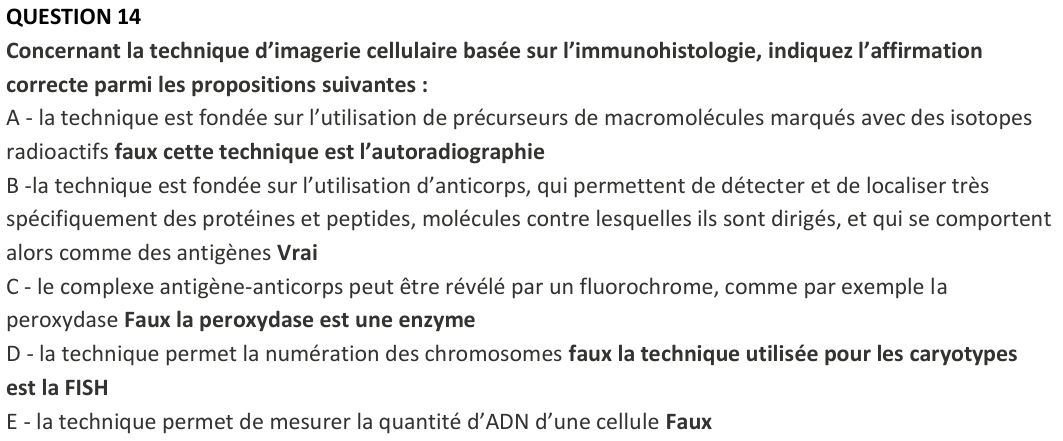 QUESTION 14
Concernant la technique d’imagerie cellulaire basée sur l’immunohistologie, indiquez l’affirmation
correcte parmi les propositions suivantes :
A - la technique est fondée sur l’utilisation de précurseurs de macromolécules marqués avec des isotopes
radioactifs faux cette technique est l’autoradiographie
B -la technique est fondée sur l’utilisation d’anticorps, qui permettent de détecter et de localiser très
spécifiquement des protéines et peptides, molécules contre lesquelles ils sont dirigés, et qui se comportent
alors comme des antigènes Vrai
C - le complexe antigène-anticorps peut être révélé par un fluorochrome, comme par exemple la
peroxydase Faux la peroxydase est une enzyme
D - la technique permet la numération des chromosomes faux la technique utilisée pour les caryotypes
est la FISH
E - la technique permet de mesurer la quantité d’ADN d’une cellule Faux